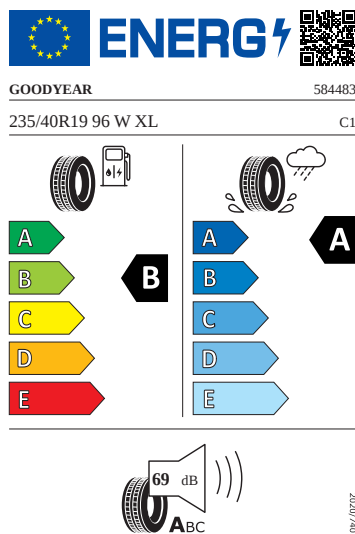 ENERG
GOODYEAR 584483
235/40R19 96 W XL C1
A A A
B B B
C C
D D
E E
69 dB
ABC
2020/740